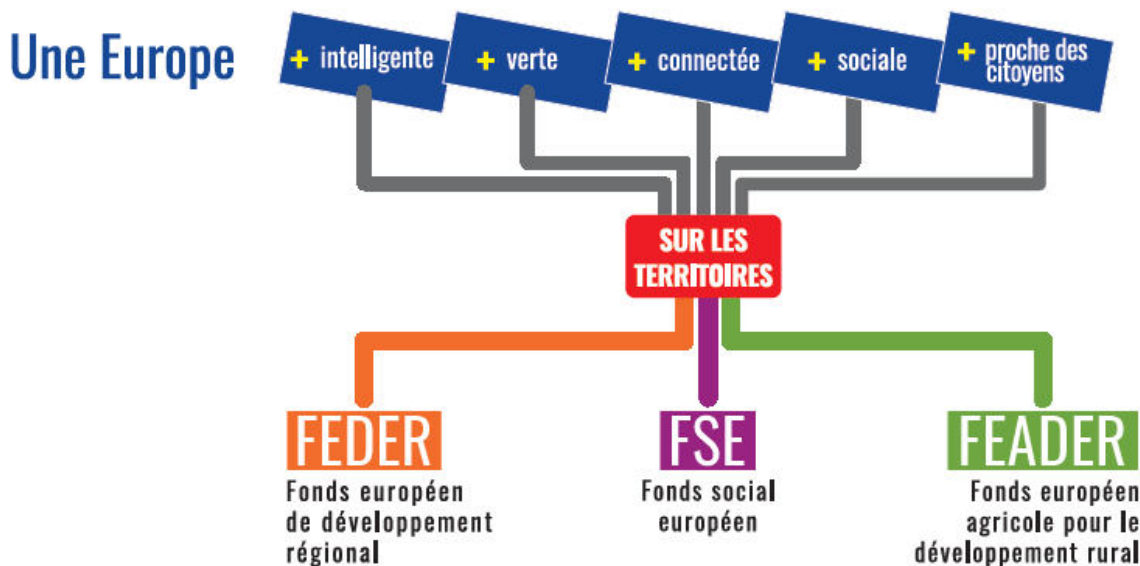 Une Europe
+ intelligente
+ verte
+ connectée
+ sociale
+ proche des
citoyens
SUR LES
TERRITOIRES
FEDER
Fonds européen
de développement
régional
FSE
Fonds social
européen
FEADER
Fonds européen
agricole pour le
développement rural